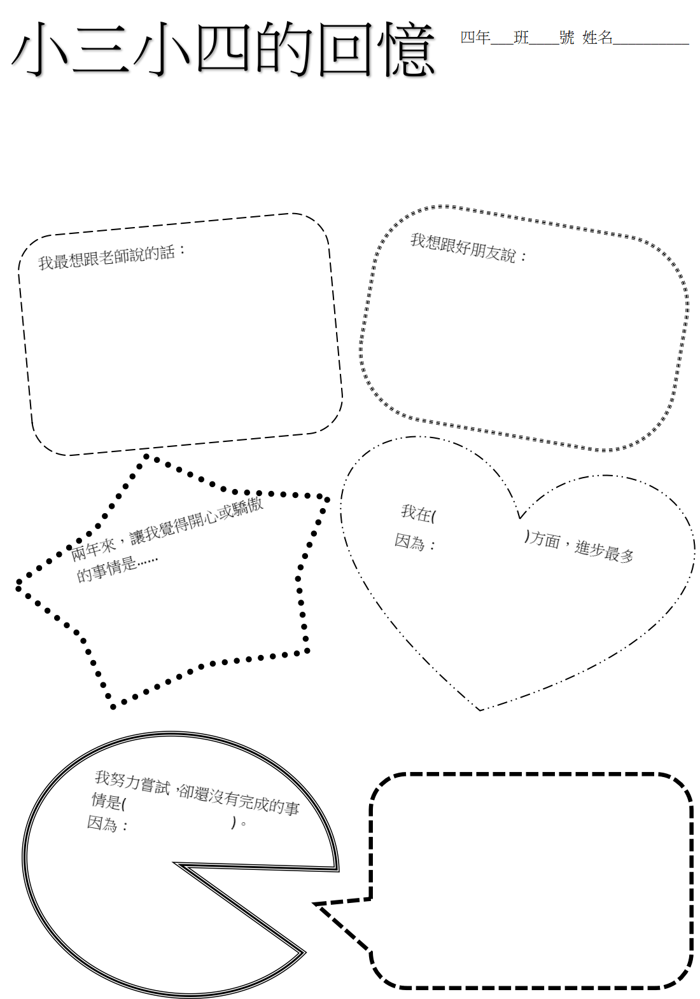 小三小四的回憶
四年___班____號 姓名__________
我最想跟老師說的話：
我想跟好朋友說：
兩年來，讓我覺得開心或驕傲
的事情是……
我在( )方面，進步最多
因為：
我努力嘗試，卻還沒有完成的事
情是( )。
因為：